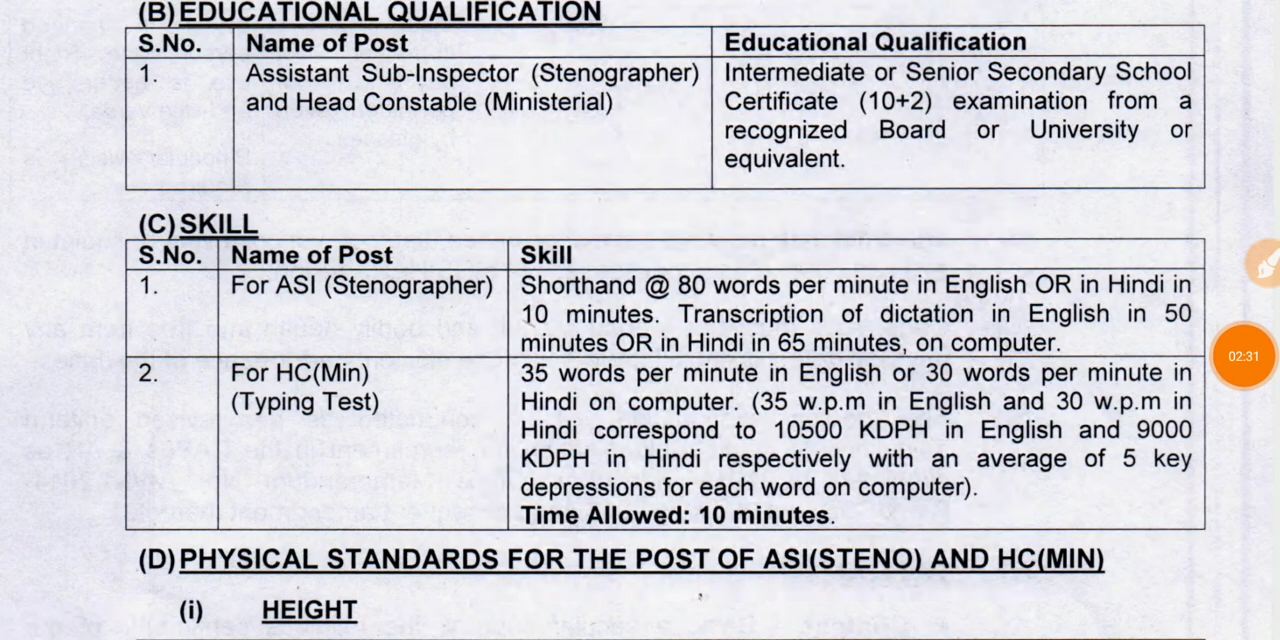 (B) EDUCATIONAL QUALIFICATION
S.No. Name of Post Educational Qualification
1. Assistant Sub-Inspector (Stenographer) Intermediate or Senior Secondary School
and Head Constable (Ministerial) Certificate (10+2) examination from a
recognized Board or University or
equivalent.
(C) SKILL
S.No. Name of Post Skill
1. For ASI (Stenographer) Shorthand @ 80 words per minute in English OR in Hindi in
10 minutes. Transcription of dictation in English in 50
minutes OR in Hindi in 65 minutes, on computer.
2. For HC(Min) 35 words per minute in English or 30 words per minute in
(Typing Test) Hindi on computer. (35 w.p.m in English and 30 w.p.m in
Hindi correspond to 10500 KDPH in English and 9000
KDPH in Hindi respectively with an average of 5 key
depressions for each word on computer).
Time Allowed: 10 minutes.
(D) PHYSICAL STANDARDS FOR THE POST OF ASI(STENO) AND HC(MIN)
(i) HEIGHT
02:31